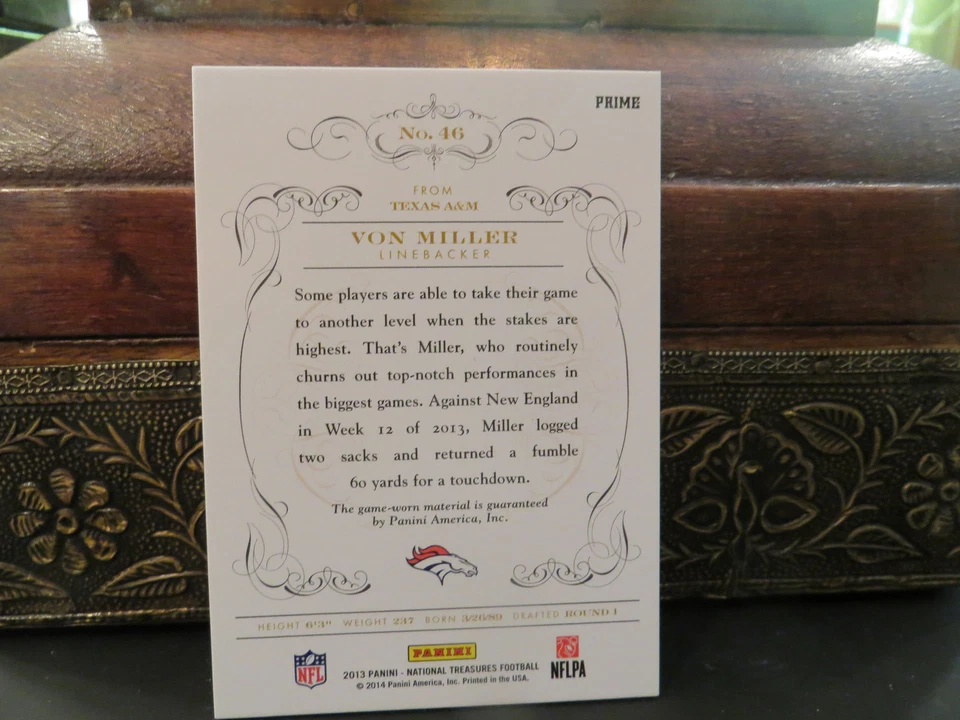 PRIME
No. 46
FROM
TEXAS A&M
VON MILLER
LINEBACKER
Some players are able to take their game
to another level when the stakes are
highest. That's Miller, who routinely
churns out top-notch performances in
the biggest games. Against New England
in Week 12 of 2013, Miller logged
two sacks and returned a fumble
60 yards for a touchdown.
The game-worn material is guaranteed
by Panini America, Inc.
HEIGHT 6'3" WEIGHT 237 BORN 3/26/89 DRAFTED ROUND 1
NFL
PANINI
2013 PANINI - NATIONAL TREASURES FOOTBALL
© 2014 Panini America, Inc. Printed in the USA.
NFLPA